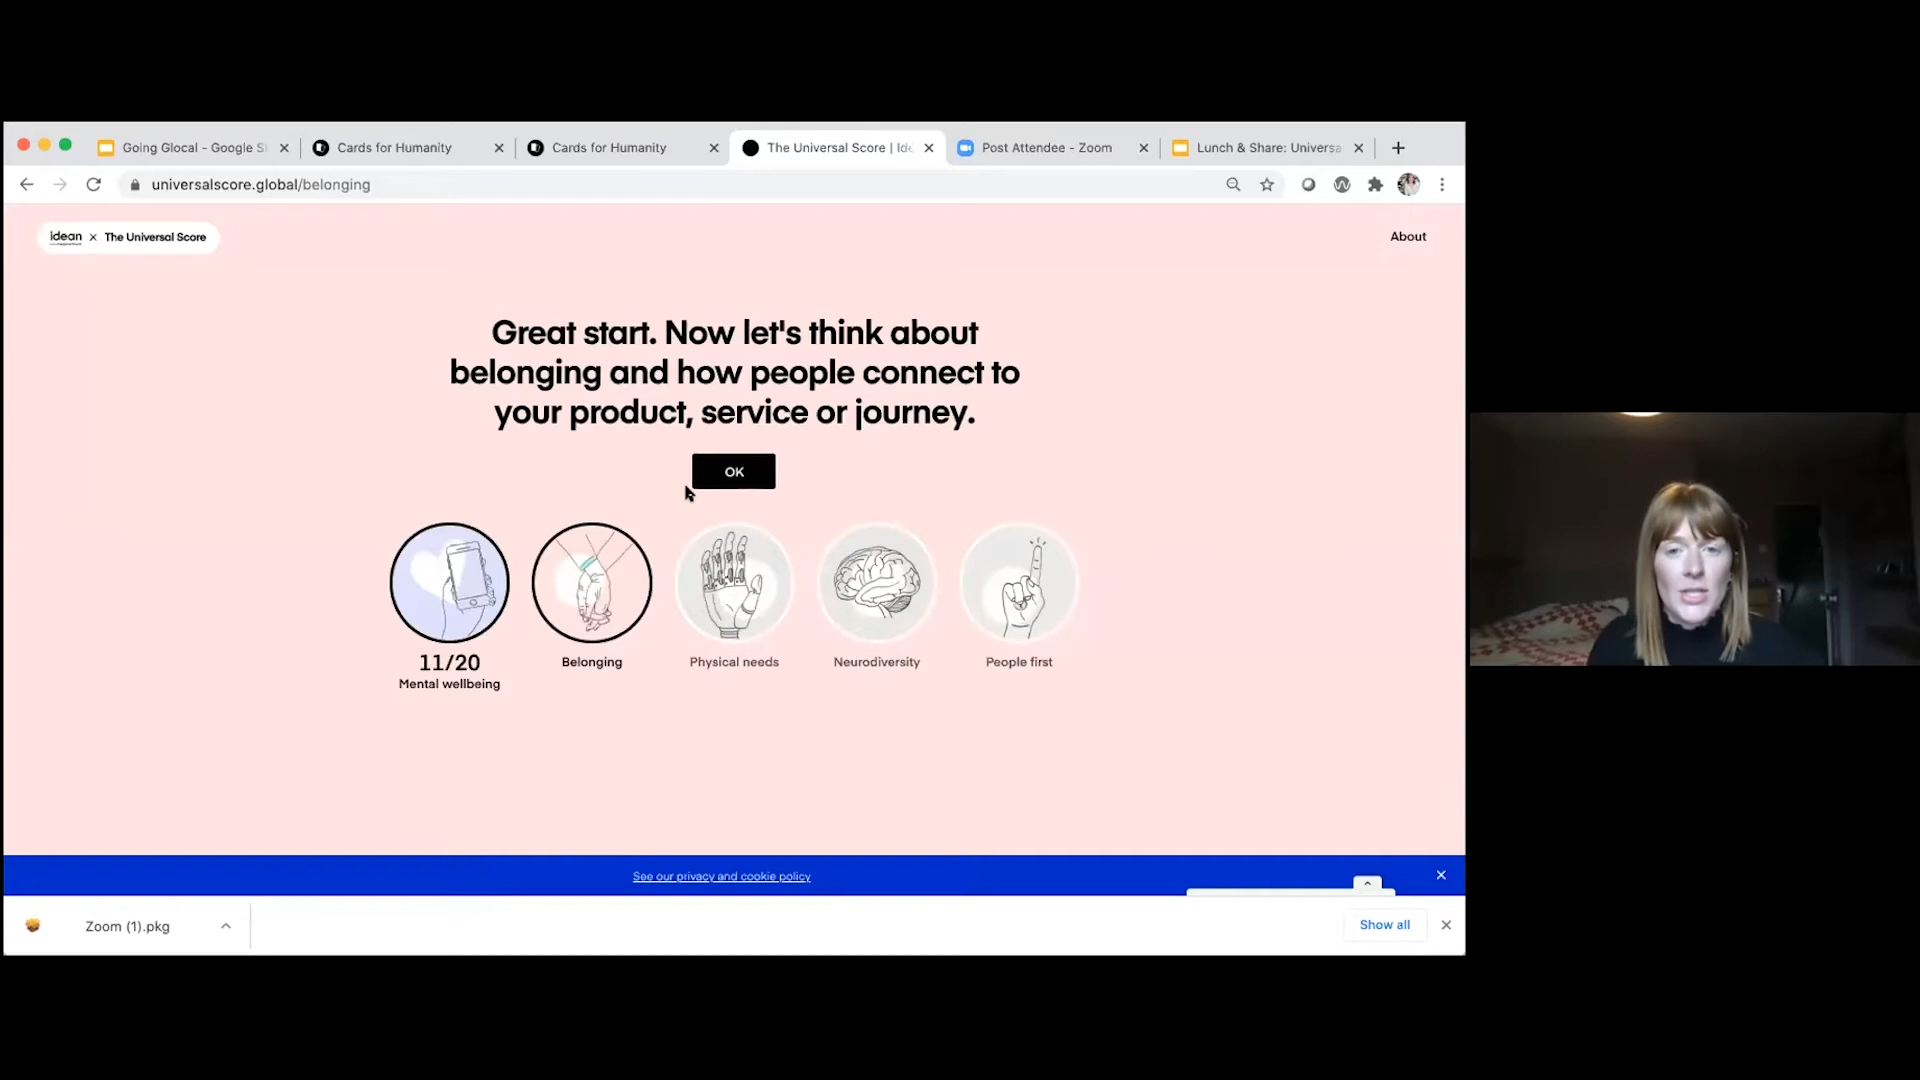 Going Glocal - Google S
Cards for Humanity
Cards for Humanity
The Universal Score | Ide
Post Attendee - Zoom
Lunch & Share: Universa
universalscore.global/belonging
idean × The Universal Score
About
Great start. Now let's think about
belonging and how people connect to
your product, service or journey.
OK
11/20
Mental wellbeing
Belonging
Physical needs
Neurodiversity
People first
See our privacy and cookie policy
Zoom (1).pkg
Show all